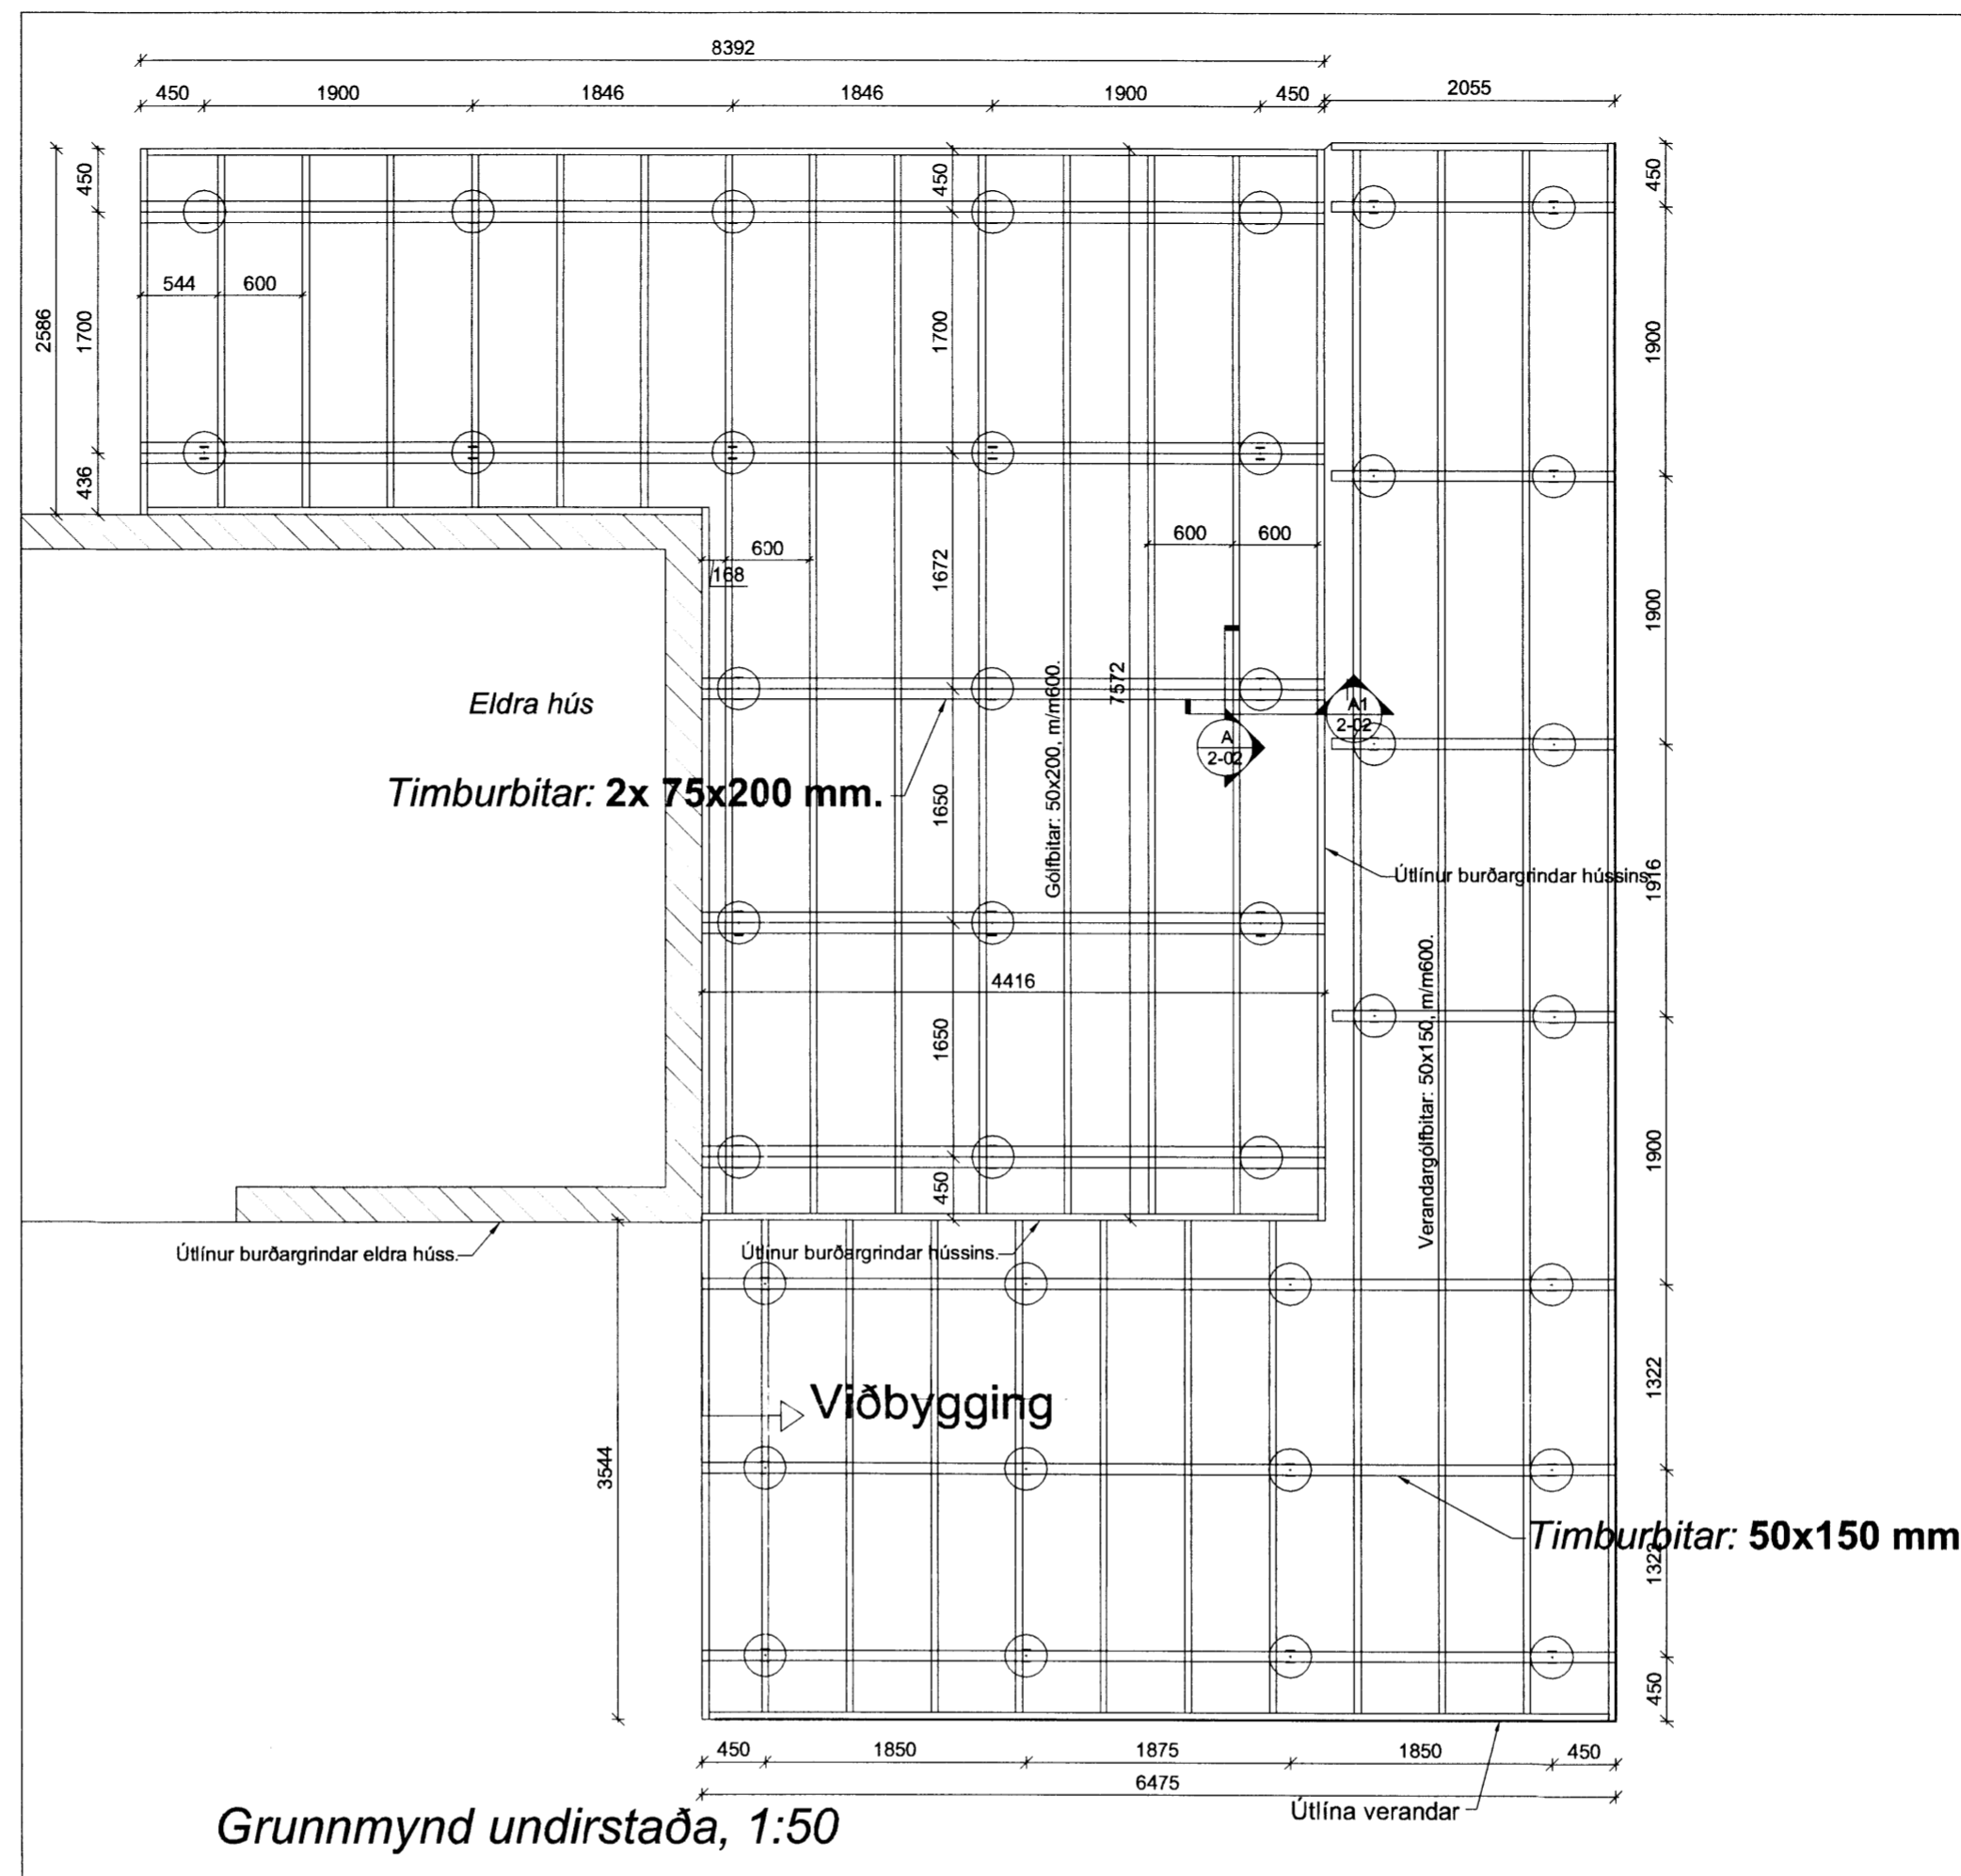 8392
450 1900 1846 1846 1900 450 2055
450
450
450
2586
1700
1700
1900
544 600
436
600
168
1672
600 600
1900
Eldra hús
Timburbitar: 2x 75x200 mm.
1650
Gólfbitar: 50x200, m/m600.
7572
A
2-02
A1
2-02
Útlínur burðargrindar hússins.
1916
4416
1650
Verandargólfbitar: 50x150, m/m600.
1900
450
Útlínur burðargrindar eldra húss.
Útlínur burðargrindar hússins.
1322
Viðbygging
3544
Timburbitar: 50x150 mm
1322
450
450 1850 1875 1850 450
6475
Útlína verandar
Grunnmynd undirstaða, 1:50